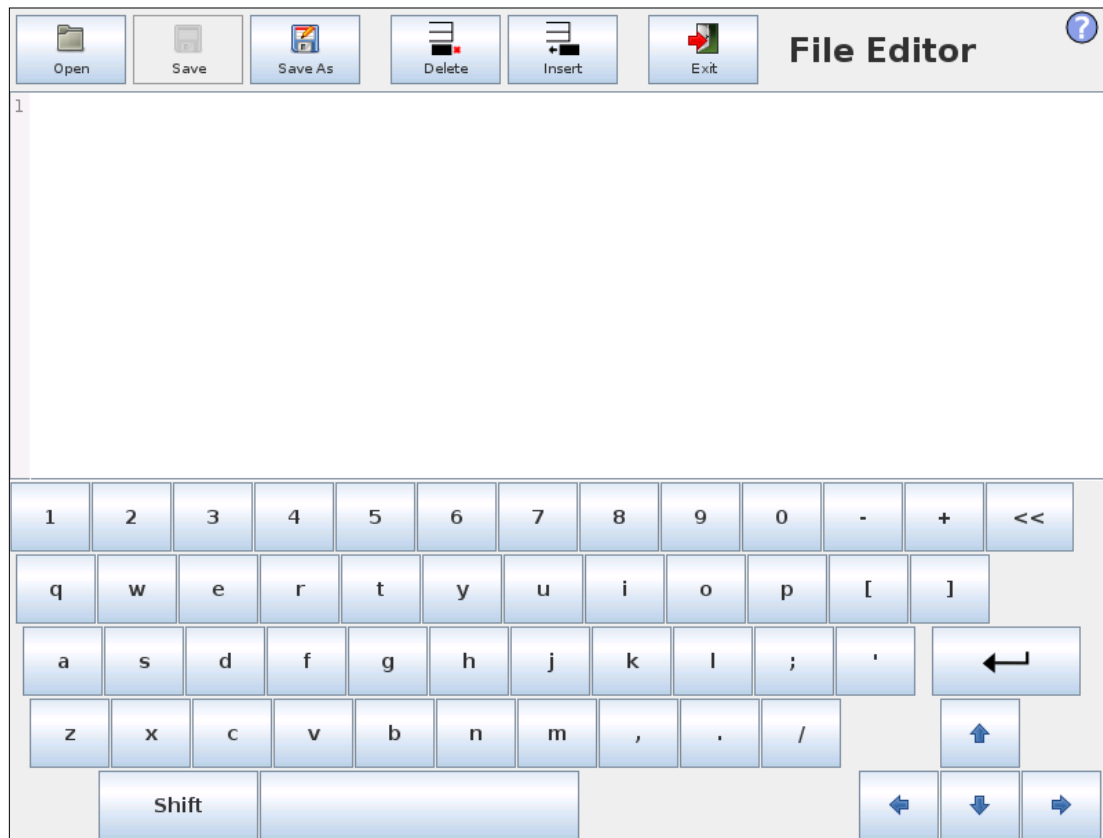 Open Save Save As Delete Insert Exit File Editor ?
1
1 2 3 4 5 6 7 8 9 0 - + <<
q w e r t y u i o p [ ]
a s d f g h j k l ; '
z x c v b n m , . /
Shift